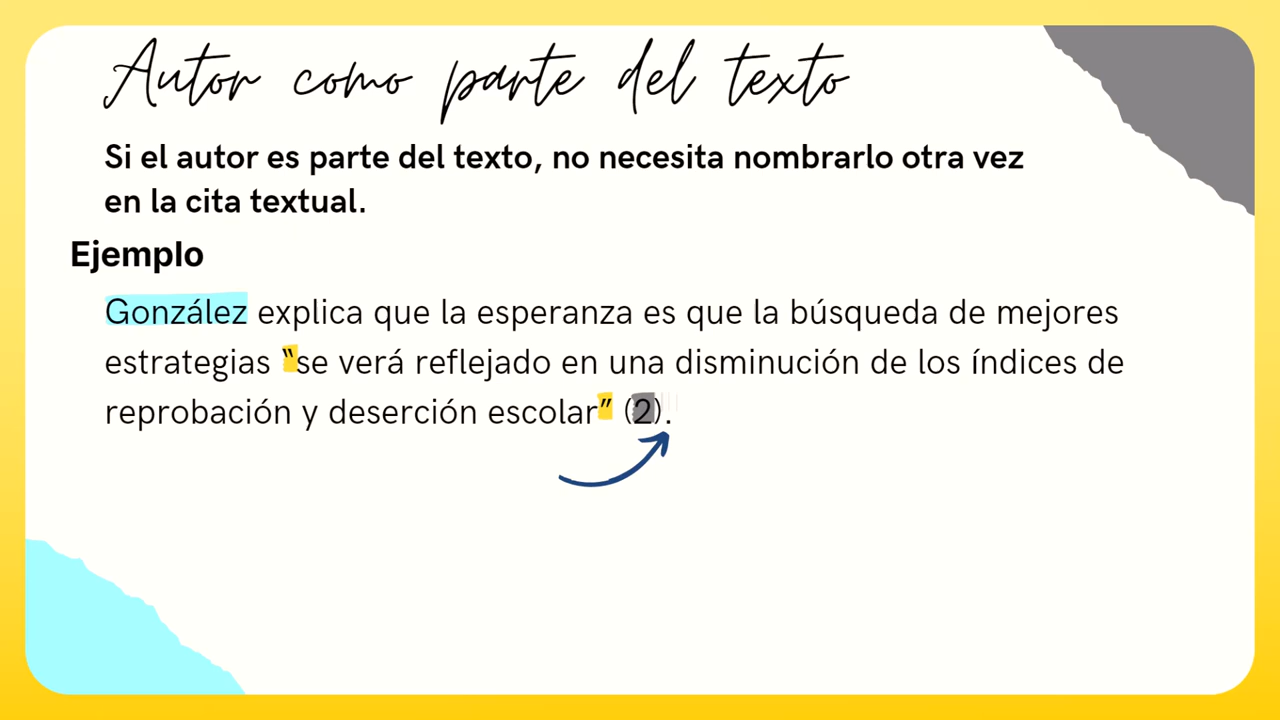 Autor como parte del texto
Si el autor es parte del texto, no necesita nombrarlo otra vez
en la cita textual.
Ejemplo
González explica que la esperanza es que la búsqueda de mejores
estrategias “se verá reflejado en una disminución de los índices de
reprobación y deserción escolar” (2).